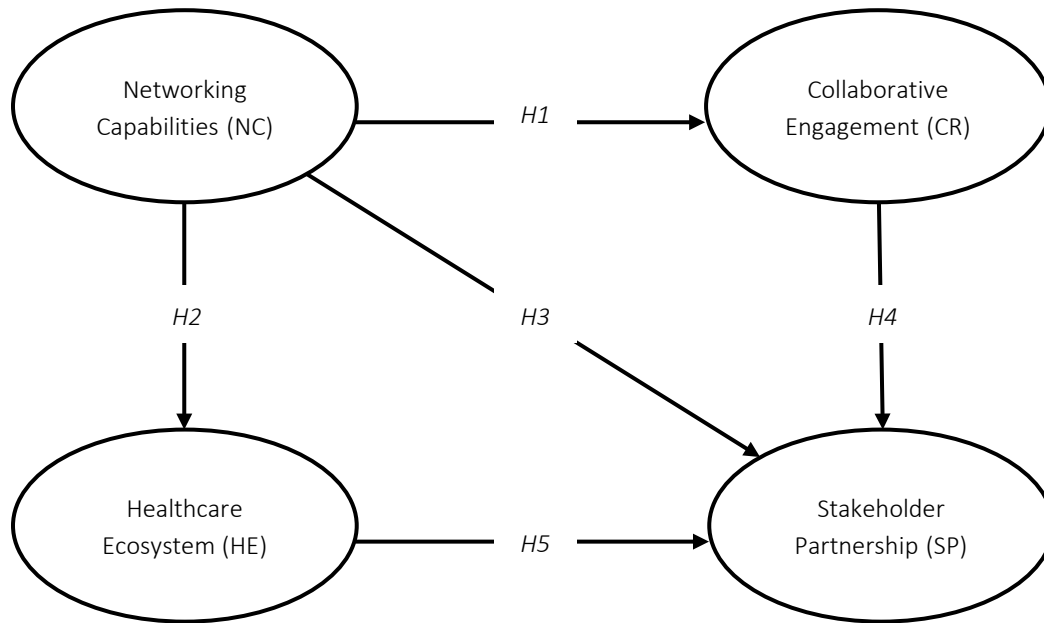 Networking
Capabilities (NC)
H1
Collaborative
Engagement (CR)
H2
H3
H4
Healthcare
Ecosystem (HE)
H5
Stakeholder
Partnership (SP)